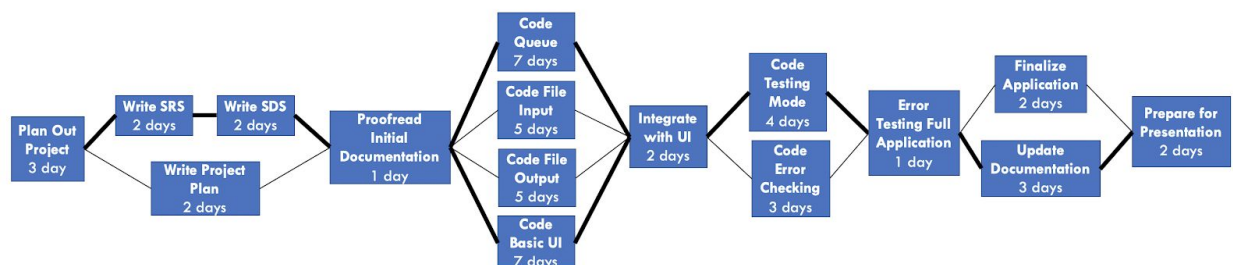 Plan Out
Project
3 day
Write SRS
2 days
Write SDS
2 days
Write Project
Plan
2 days
Proofread
Initial
Documentation
1 day
Code
Queue
7 days
Code File
Input
5 days
Code File
Output
5 days
Code
Basic UI
7 days
Integrate
with UI
2 days
Code
Testing
Mode
4 days
Code
Error
Checking
3 days
Error
Testing Full
Application
1 day
Finalize
Application
2 days
Update
Documentation
3 days
Prepare for
Presentation
2 days